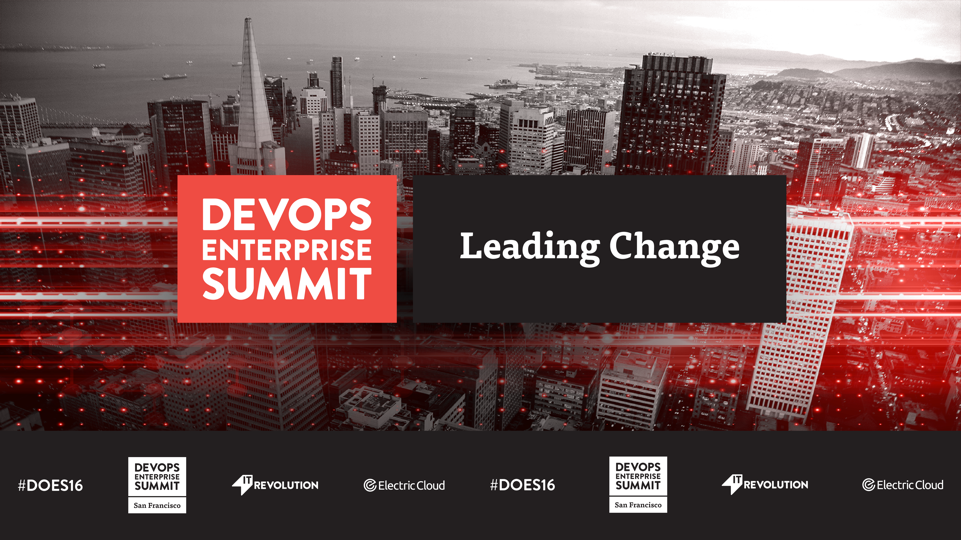 DEVOPS
ENTERPRISE
SUMMIT
Leading Change
#DOES16
DEVOPS
ENTERPRISE
SUMMIT
San Francisco
IT REVOLUTION
Electric Cloud
#DOES16
DEVOPS
ENTERPRISE
SUMMIT
San Francisco
IT REVOLUTION
Electric Cloud